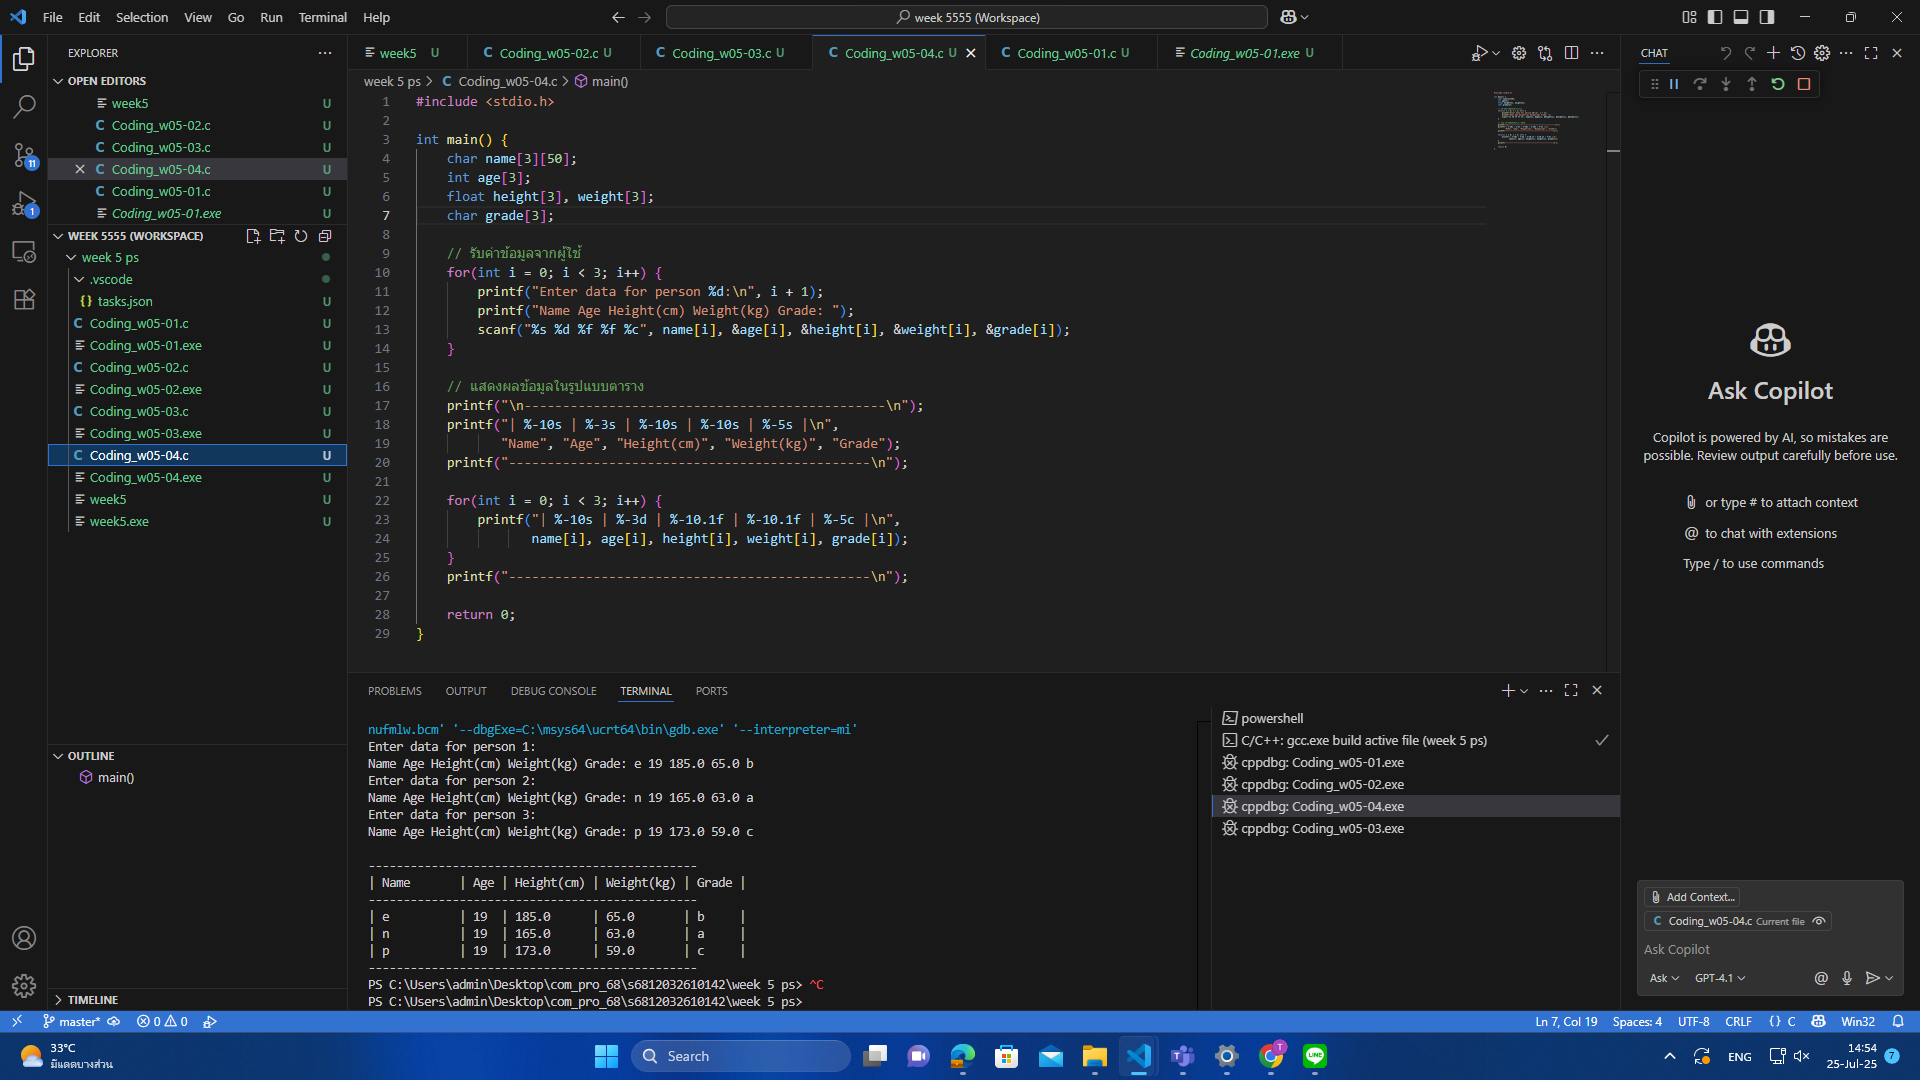 File Edit Selection View Go Run Terminal Help
week 5555 (Workspace)
EXPLORER
OPEN EDITORS
week5 U
C Coding_w05-02.c U
C Coding_w05-03.c U
C Coding_w05-04.c U
C Coding_w05-01.c U
Coding_w05-01.exe U
WEEK 5555 (WORKSPACE)
week 5 ps
.vscode
{} tasks.json U
C Coding_w05-01.c U
Coding_w05-01.exe U
C Coding_w05-02.c U
Coding_w05-02.exe U
C Coding_w05-03.c U
Coding_w05-03.exe U
C Coding_w05-04.c U
Coding_w05-04.exe U
week5 U
week5.exe U
11
1
OUTLINE
main()
TIMELINE
week5 U
C Coding_w05-02.c U
C Coding_w05-03.c U
C Coding_w05-04.c U
C Coding_w05-01.c U
Coding_w05-01.exe U
week 5 ps > C Coding_w05-04.c > main()
1 #include <stdio.h>
2
3 int main() {
4 char name[3][50];
5 int age[3];
6 float height[3], weight[3];
7 char grade[3];
8
9 // รับค่าข้อมูลจากผู้ใช้
10 for(int i = 0; i < 3; i++) {
11 printf("Enter data for person %d:\n", i + 1);
12 printf("Name Age Height(cm) Weight(kg) Grade: ");
13 scanf("%s %d %f %f %c", name[i], &age[i], &height[i], &weight[i], &grade[i]);
14 }
15
16 // แสดงผลข้อมูลในรูปแบบตาราง
17 printf("\n-----------------------------------------------\n");
18 printf("| %-10s | %-3s | %-10s | %-10s | %-5s |\n",
19 "Name", "Age", "Height(cm)", "Weight(kg)", "Grade");
20 printf("-----------------------------------------------\n");
21
22 for(int i = 0; i < 3; i++) {
23 printf("| %-10s | %-3d | %-10.1f | %-10.1f | %-5c |\n",
24 name[i], age[i], height[i], weight[i], grade[i]);
25 }
26 printf("-----------------------------------------------\n");
27
28 return 0;
29 }
PROBLEMS OUTPUT DEBUG CONSOLE TERMINAL PORTS
nufmlw.bcm' '--dbgExe=C:\msys64\ucrt64\bin\gdb.exe' '--interpreter=mi'
Enter data for person 1:
Name Age Height(cm) Weight(kg) Grade: e 19 185.0 65.0 b
Enter data for person 2:
Name Age Height(cm) Weight(kg) Grade: n 19 165.0 63.0 a
Enter data for person 3:
Name Age Height(cm) Weight(kg) Grade: p 19 173.0 59.0 c
-----------------------------------------------
| Name | Age | Height(cm) | Weight(kg) | Grade |
-----------------------------------------------
| e | 19 | 185.0 | 65.0 | b |
| n | 19 | 165.0 | 63.0 | a |
| p | 19 | 173.0 | 59.0 | c |
-----------------------------------------------
PS C:\Users\admin\Desktop\com_pro_68\s6812032610142\week 5 ps> ^C
PS C:\Users\admin\Desktop\com_pro_68\s6812032610142\week 5 ps>
powershell
C/C++: gcc.exe build active file (week 5 ps)
cppdbg: Coding_w05-01.exe
cppdbg: Coding_w05-02.exe
cppdbg: Coding_w05-04.exe
cppdbg: Coding_w05-03.exe
CHAT
Ask Copilot
Copilot is powered by AI, so mistakes are
possible. Review output carefully before use.
or type # to attach context
@ to chat with extensions
Type / to use commands
Add Context...
C Coding_w05-04.c Current file
Ask Copilot
Ask GPT-4.1
master* 0 0
Ln 7, Col 19 Spaces: 4 UTF-8 CRLF {} C Win32
33°C
มีแดดบางส่วน
Search
T
LINE
ENG
14:54
25-Jul-25
7